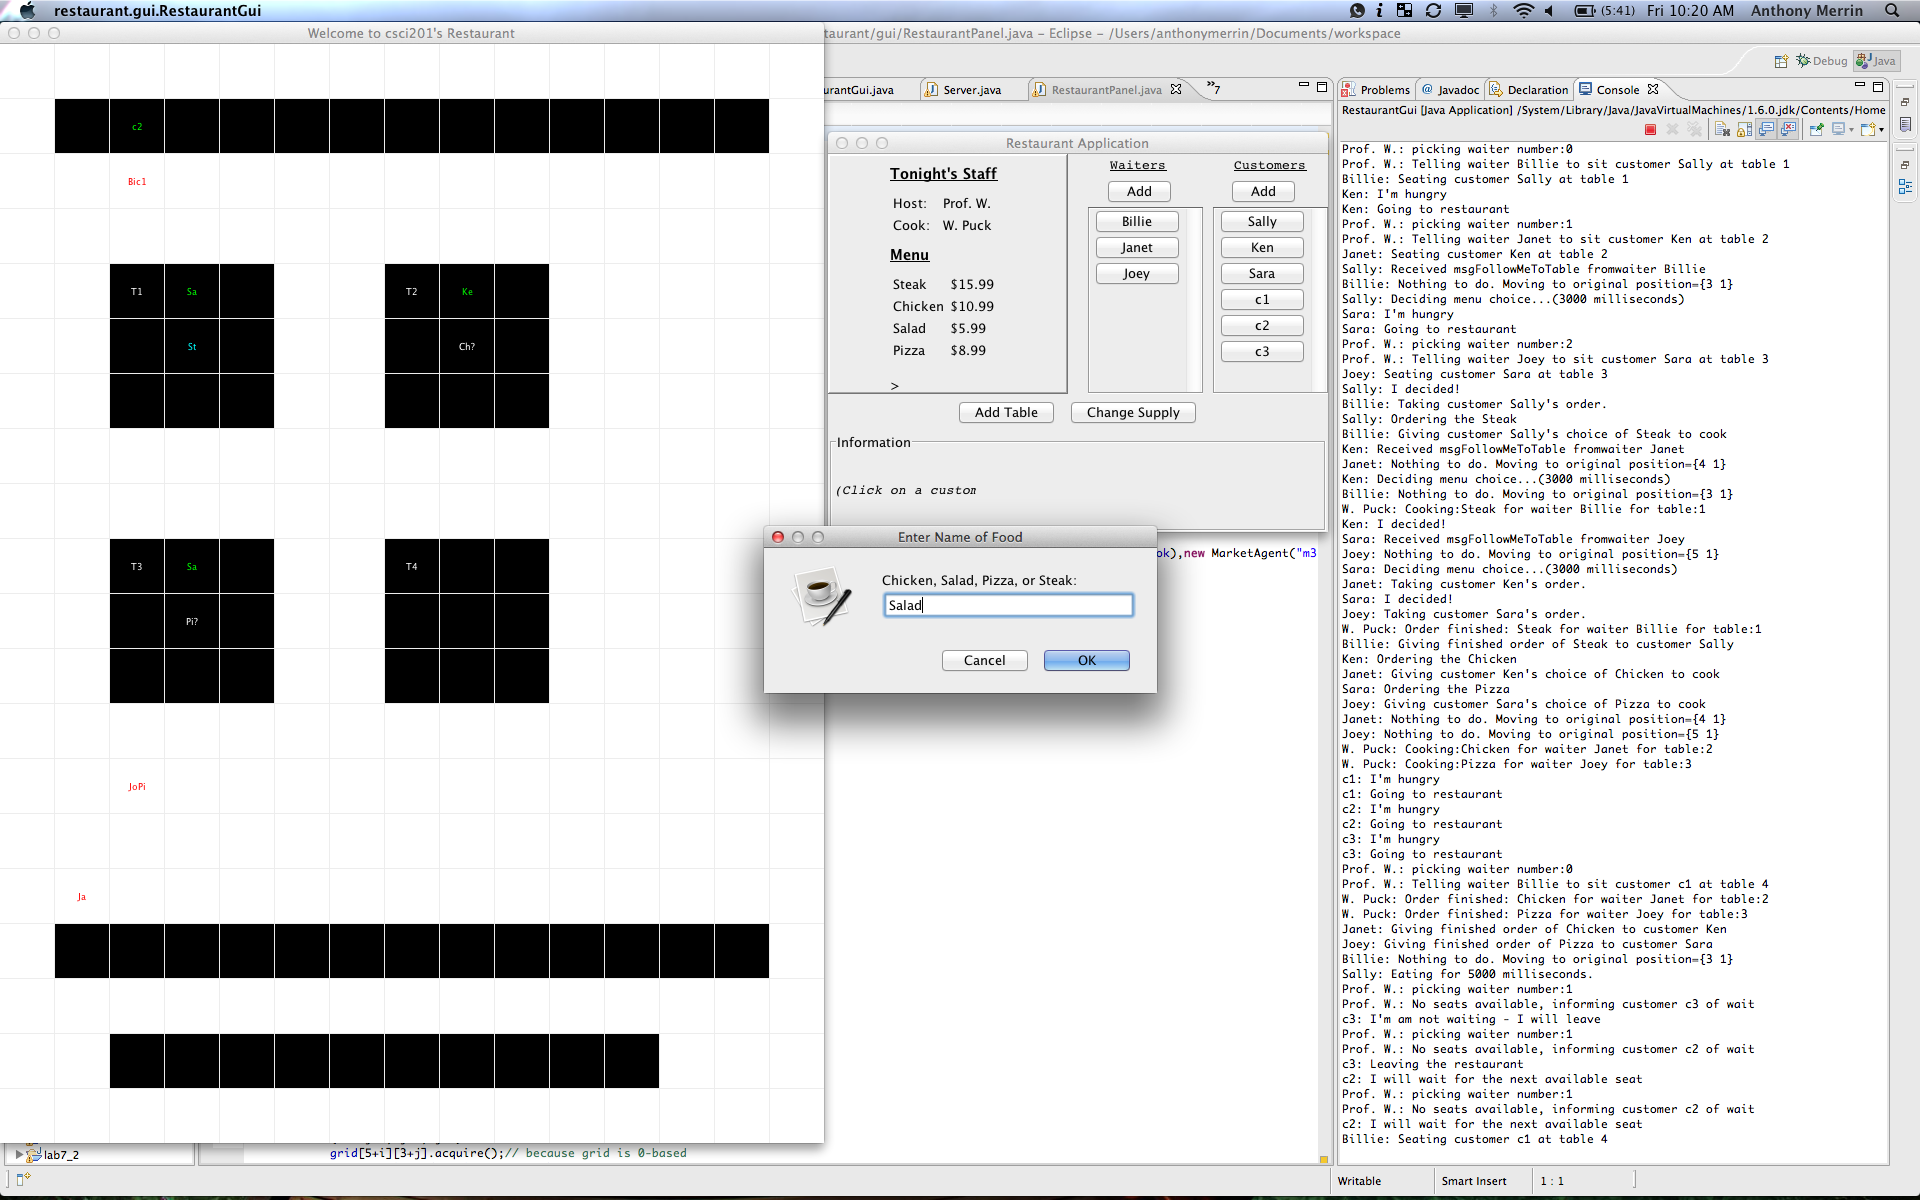 restaurant.gui.RestaurantGui
(5:41) Fri 10:20 AM Anthony Merrin
Welcome to csci201's Restaurant
c2
Bic1
T1 Sa
St
T2 Ke
Ch?
T3 Sa
Pi?
T4
JoPi
Ja
taurant/gui/RestaurantPanel.java – Eclipse – /Users/anthonymerrin/Documents/workspace
Debug Java
urantGui.java Server.java RestaurantPanel.java »7
Restaurant Application
Tonight's Staff
Host: Prof. W.
Cook: W. Puck
Menu
Steak $15.99
Chicken $10.99
Salad $5.99
Pizza $8.99
>
Waiters
Add
Billie
Janet
Joey
Customers
Add
Sally
Ken
Sara
c1
c2
c3
Add Table Change Supply
Information
(Click on a custom
Enter Name of Food
Chicken, Salad, Pizza, or Steak:
Salad
Cancel OK
ok),new MarketAgent("m3
lab7_2
grid[5+i][3+j].acquire();// because grid is 0-based
Problems @ Javadoc Declaration Console
RestaurantGui [Java Application] /System/Library/Java/JavaVirtualMachines/1.6.0.jdk/Contents/Home
Prof. W.: picking waiter number:0
Prof. W.: Telling waiter Billie to sit customer Sally at table 1
Billie: Seating customer Sally at table 1
Ken: I'm hungry
Ken: Going to restaurant
Prof. W.: picking waiter number:1
Prof. W.: Telling waiter Janet to sit customer Ken at table 2
Janet: Seating customer Ken at table 2
Sally: Received msgFollowMeToTable fromwaiter Billie
Billie: Nothing to do. Moving to original position={3 1}
Sally: Deciding menu choice...(3000 milliseconds)
Sara: I'm hungry
Sara: Going to restaurant
Prof. W.: picking waiter number:2
Prof. W.: Telling waiter Joey to sit customer Sara at table 3
Joey: Seating customer Sara at table 3
Sally: I decided!
Billie: Taking customer Sally's order.
Sally: Ordering the Steak
Billie: Giving customer Sally's choice of Steak to cook
Ken: Received msgFollowMeToTable fromwaiter Janet
Janet: Nothing to do. Moving to original position={4 1}
Ken: Deciding menu choice...(3000 milliseconds)
Billie: Nothing to do. Moving to original position={3 1}
W. Puck: Cooking:Steak for waiter Billie for table:1
Ken: I decided!
Sara: Received msgFollowMeToTable fromwaiter Joey
Joey: Nothing to do. Moving to original position={5 1}
Sara: Deciding menu choice...(3000 milliseconds)
Janet: Taking customer Ken's order.
Sara: I decided!
Joey: Taking customer Sara's order.
W. Puck: Order finished: Steak for waiter Billie for table:1
Billie: Giving finished order of Steak to customer Sally
Ken: Ordering the Chicken
Janet: Giving customer Ken's choice of Chicken to cook
Sara: Ordering the Pizza
Joey: Giving customer Sara's choice of Pizza to cook
Janet: Nothing to do. Moving to original position={4 1}
Joey: Nothing to do. Moving to original position={5 1}
W. Puck: Cooking:Chicken for waiter Janet for table:2
W. Puck: Cooking:Pizza for waiter Joey for table:3
c1: I'm hungry
c1: Going to restaurant
c2: I'm hungry
c2: Going to restaurant
c3: I'm hungry
c3: Going to restaurant
Prof. W.: picking waiter number:0
Prof. W.: Telling waiter Billie to sit customer c1 at table 4
W. Puck: Order finished: Chicken for waiter Janet for table:2
W. Puck: Order finished: Pizza for waiter Joey for table:3
Janet: Giving finished order of Chicken to customer Ken
Joey: Giving finished order of Pizza to customer Sara
Billie: Nothing to do. Moving to original position={3 1}
Sally: Eating for 5000 milliseconds.
Prof. W.: picking waiter number:1
Prof. W.: No seats available, informing customer c3 of wait
c3: I'm am not waiting - I will leave
Prof. W.: picking waiter number:1
Prof. W.: No seats available, informing customer c2 of wait
c3: Leaving the restaurant
c2: I will wait for the next available seat
Prof. W.: picking waiter number:1
Prof. W.: No seats available, informing customer c2 of wait
c2: I will wait for the next available seat
Billie: Seating customer c1 at table 4
Writable Smart Insert 1 : 1